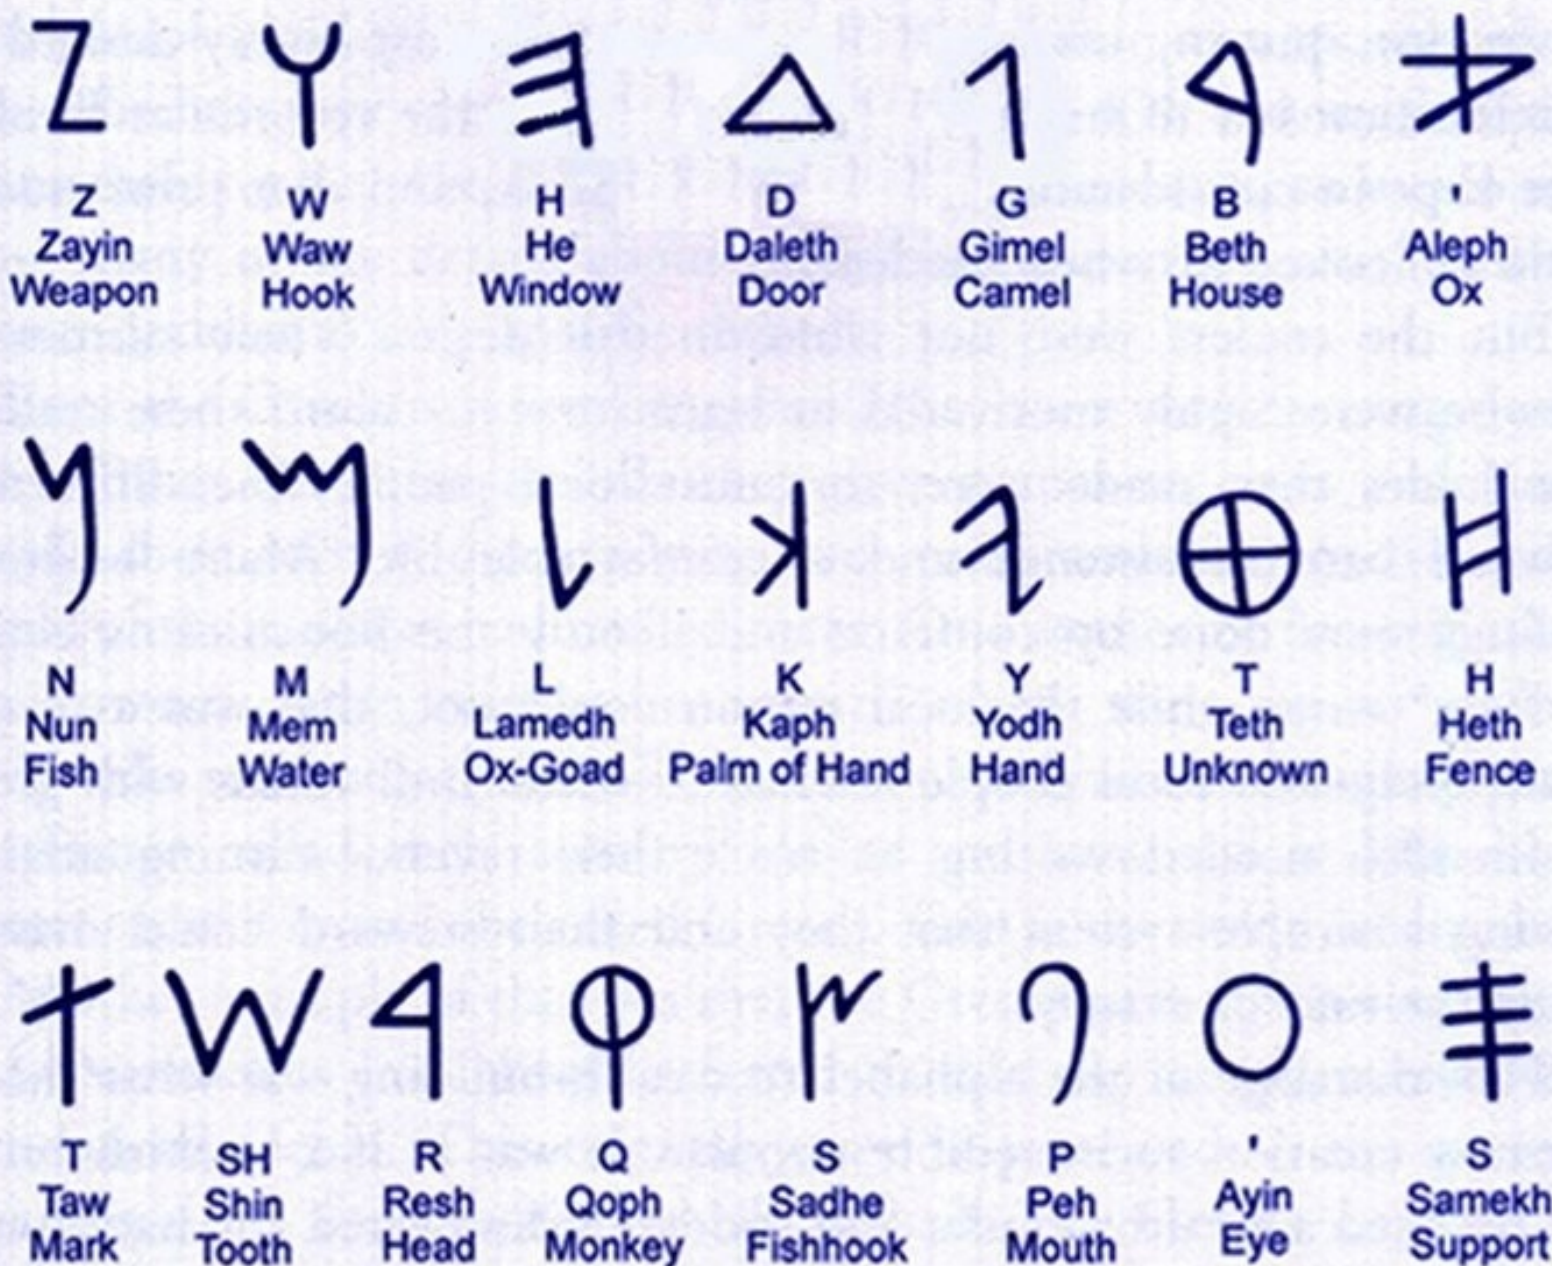 𐤀 𐤁 𐤂 𐤃 𐤄 𐤅 𐤆
Z W H D G B '
Zayin Waw He Daleth Gimel Beth Aleph
Weapon Hook Window Door Camel House Ox
𐤇 𐤈 𐤉 𐤊 𐤋 𐤌 𐤍
N M L K Y T H
Nun Mem Lamedh Kaph Yodh Teth Heth
Fish Water Ox-Goad Palm of Hand Hand Unknown Fence
𐤎 𐤏 𐤐 𐤑 𐤒 𐤓 𐤔 𐤕
T SH R Q S P ' S
Taw Shin Resh Qoph Sadhe Peh Ayin Samekh
Mark Tooth Head Monkey Fishhook Mouth Eye Support